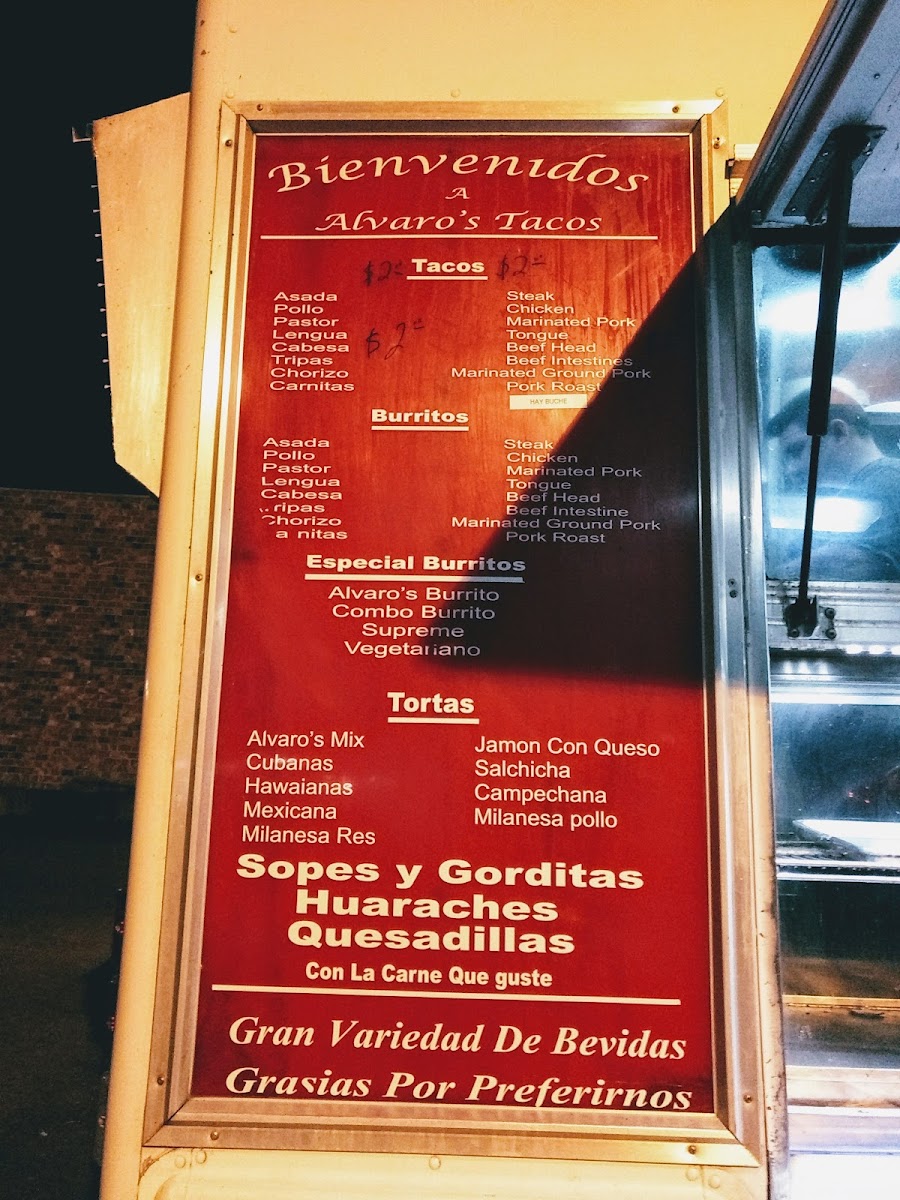 Bienvenidos
A
Alvaro's Tacos
$2 Tacos $2
Asada Steak
Pollo Chicken
Pastor Marinated Pork
Lengua Tongue
$2
Cabesa Beef Head
Tripas Beef Intestines
Chorizo Marinated Ground Pork
Carnitas Pork Roast
HAY BUCHE
Burritos
Asada Steak
Pollo Chicken
Pastor Marinated Pork
Lengua Tongue
Cabesa Beef Head
ripas Beef Intestine
Chorizo Marinated Ground Pork
a nitas Pork Roast
Especial Burritos
Alvaro's Burrito
Combo Burrito
Supreme
Vegetariano
Tortas
Alvaro's Mix Jamon Con Queso
Cubanas Salchicha
Hawaianas Campechana
Mexicana Milanesa pollo
Milanesa Res
Sopes y Gorditas
Huaraches
Quesadillas
Con La Carne Que guste
Gran Variedad De Bevidas
Grasias Por Preferirnos